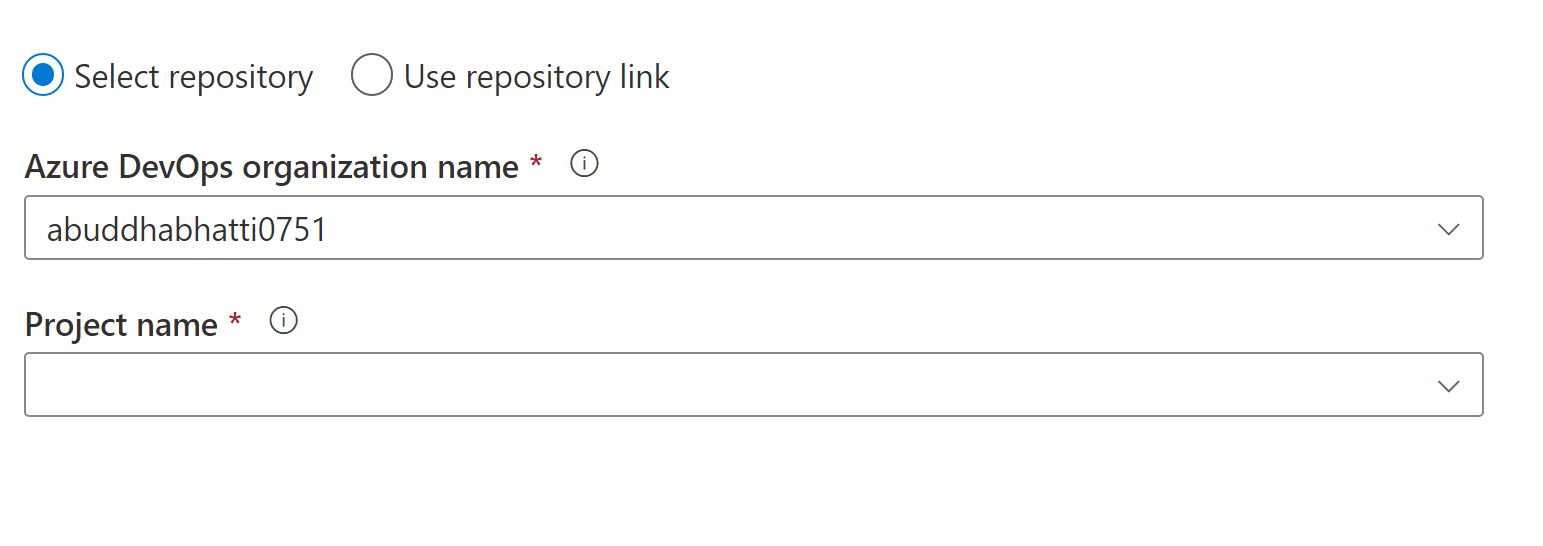 Select repository Use repository link
Azure DevOps organization name *
abuddhabhatti0751
Project name *